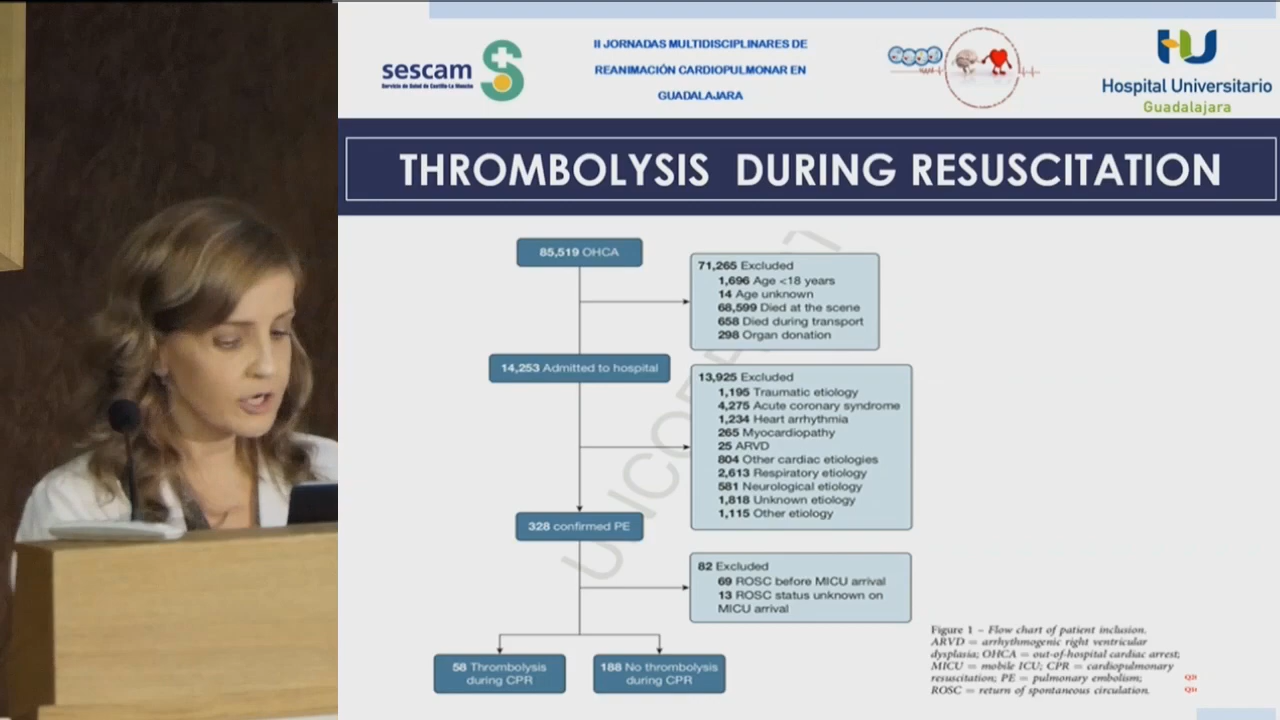 sescam
Servicio de Salud de Castilla-La Mancha
II JORNADAS MULTIDISCIPLINARES DE
REANIMACIÓN CARDIOPULMONAR EN
GUADALAJARA
Hospital Universitario
Guadalajara
THROMBOLYSIS DURING RESUSCITATION
85,519 OHCA
71,265 Excluded
1,696 Age <18 years
14 Age unknown
68,599 Died at the scene
658 Died during transport
298 Organ donation
14,253 Admitted to hospital
13,925 Excluded
1,195 Traumatic etiology
4,275 Acute coronary syndrome
1,234 Heart arrhythmia
265 Myocardiopathy
25 ARVD
804 Other cardiac etiologies
2,613 Respiratory etiology
581 Neurological etiology
1,818 Unknown etiology
1,115 Other etiology
328 confirmed PE
82 Excluded
69 ROSC before MICU arrival
13 ROSC status unknown on
MICU arrival
58 Thrombolysis
during CPR
188 No thrombolysis
during CPR
Figure 1 – Flow chart of patient inclusion.
ARVD = arrhythmogenic right ventricular
dysplasia; OHCA = out-of-hospital cardiac arrest;
MICU = mobile ICU; CPR = cardiopulmonary
resuscitation; PE = pulmonary embolism;
ROSC = return of spontaneous circulation.